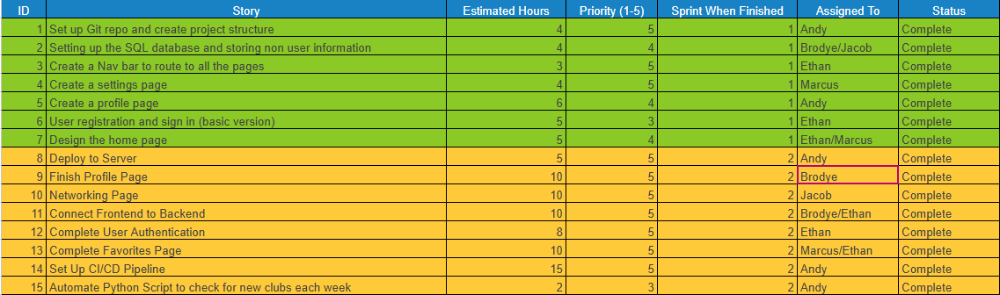 ID Story Estimated Hours Priority (1-5) Sprint When Finished Assigned To Status
1 Set up Git repo and create project structure 4 5 1 Andy Complete
2 Setting up the SQL database and storing non user information 4 4 1 Brodye/Jacob Complete
3 Create a Nav bar to route to all the pages 3 5 1 Ethan Complete
4 Create a settings page 4 5 1 Marcus Complete
5 Create a profile page 6 4 1 Andy Complete
6 User registration and sign in (basic version) 5 3 1 Ethan Complete
7 Design the home page 5 4 1 Ethan/Marcus Complete
8 Deploy to Server 5 5 2 Andy Complete
9 Finish Profile Page 10 5 2 Brodye Complete
10 Networking Page 10 5 2 Jacob Complete
11 Connect Frontend to Backend 10 5 2 Brodye/Ethan Complete
12 Complete User Authentication 8 5 2 Ethan Complete
13 Complete Favorites Page 10 5 2 Marcus/Ethan Complete
14 Set Up CI/CD Pipeline 15 5 2 Andy Complete
15 Automate Python Script to check for new clubs each week 2 3 2 Andy Complete